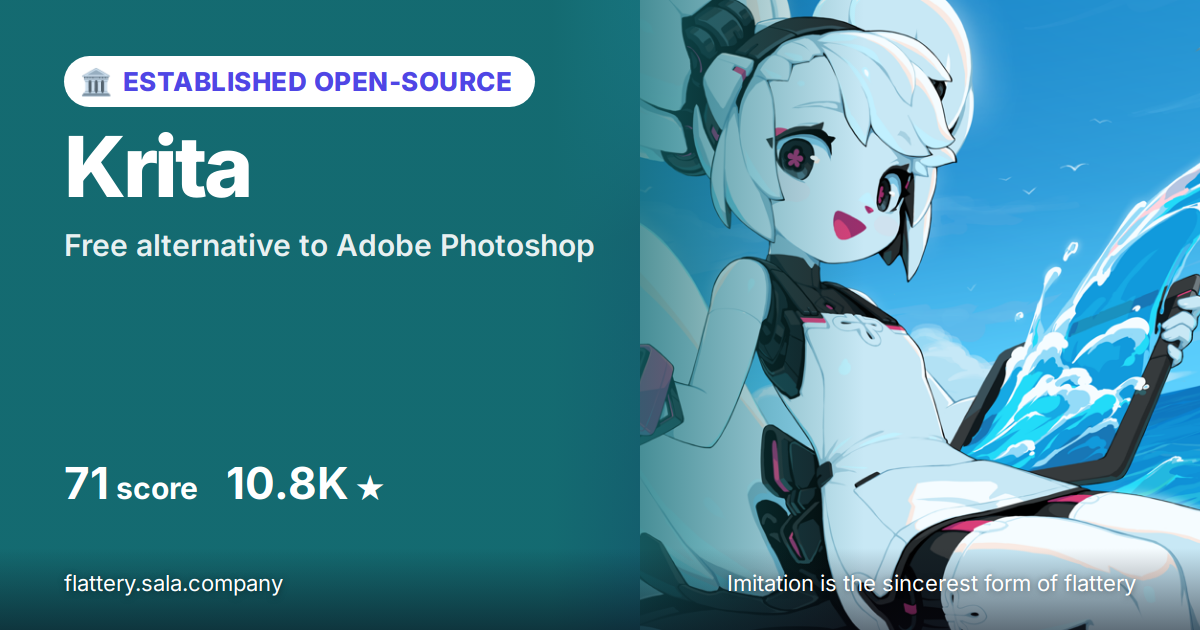 ESTABLISHED OPEN-SOURCE
Krita
Free alternative to Adobe Photoshop
71 score 10.8K ★
flattery.sala.company
Imitation is the sincerest form of flattery